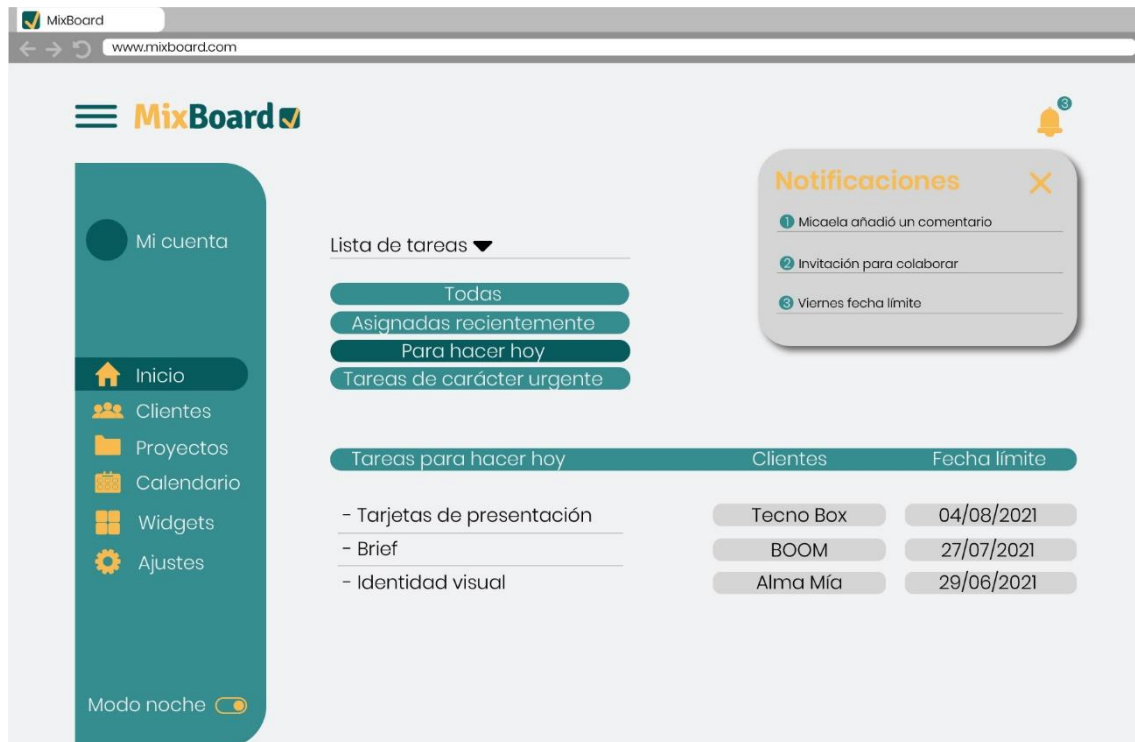 MixBoard
www.mixboard.com
MixBoard
3
Notificaciones
1 Micaela añadió un comentario
2 Invitación para colaborar
3 Viernes fecha límite
Mi cuenta
Inicio
Clientes
Proyectos
Calendario
Widgets
Ajustes
Modo noche
Lista de tareas
Todas
Asignadas recientemente
Para hacer hoy
Tareas de carácter urgente
Tareas para hacer hoy Clientes Fecha límite
- Tarjetas de presentación Tecno Box 04/08/2021
- Brief BOOM 27/07/2021
- Identidad visual Alma Mía 29/06/2021